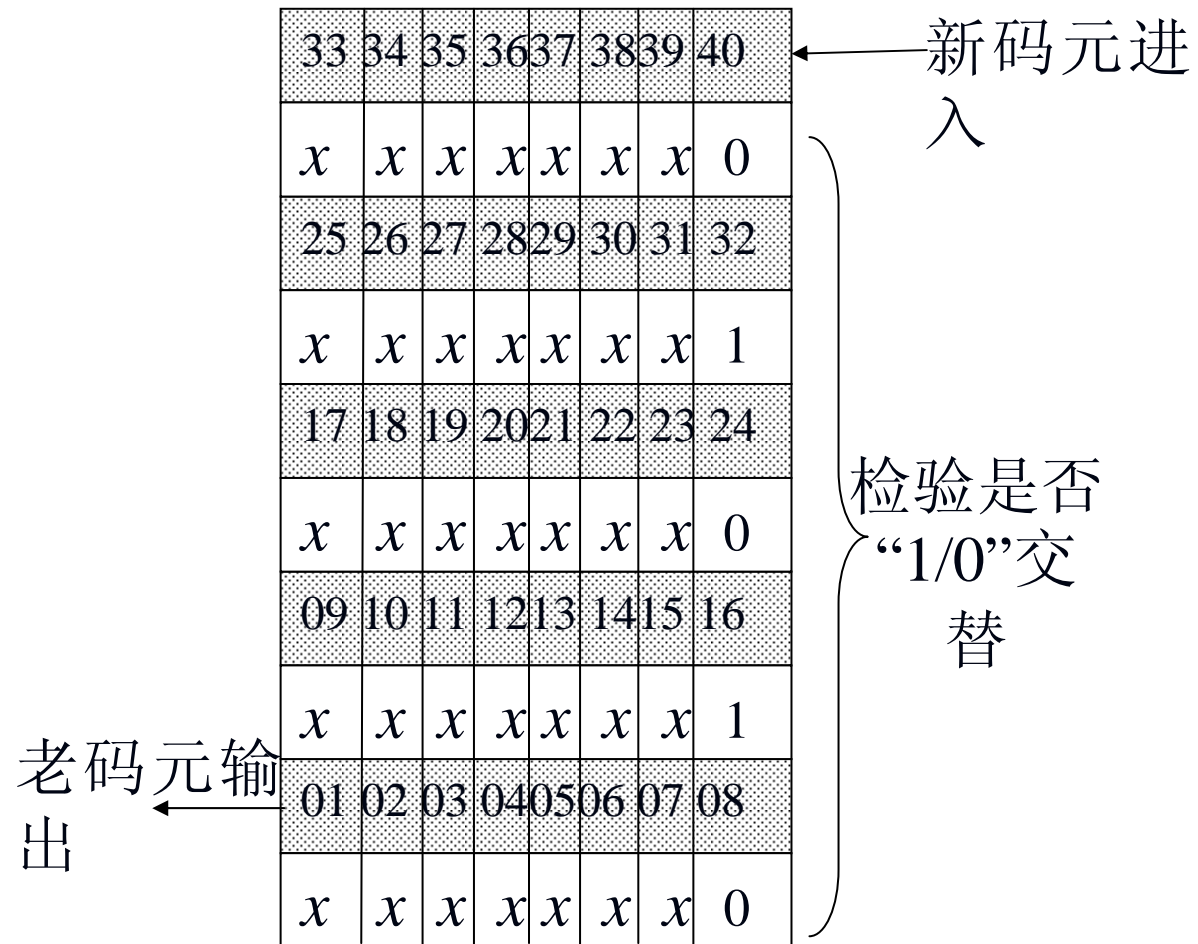 33 34 35 36 37 38 39 40
新码元进
入
x x x x x x x 0
25 26 27 28 29 30 31 32
x x x x x x x 1
17 18 19 20 21 22 23 24
检验是否
“1/0”交
替
x x x x x x x 0
09 10 11 12 13 14 15 16
x x x x x x x 1
老码元输
出
01 02 03 04 05 06 07 08
x x x x x x x 0